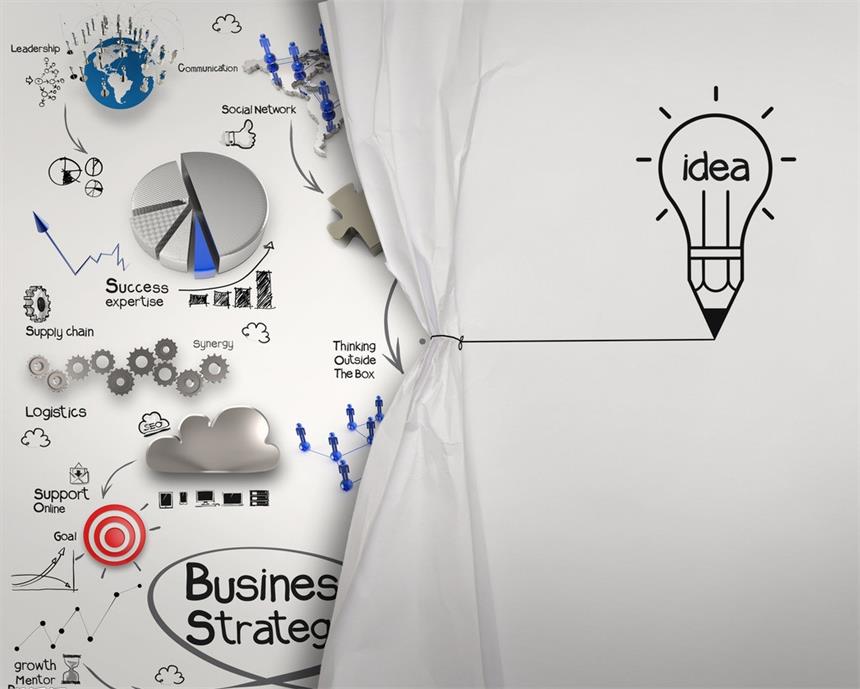 Leadership
Communication
Social Network
idea
Success
expertise
Supply chain
Synergy
Thinking
Outside
The Box
Logistics
SEO
Support
Online
Goal
Busines
Strateg
growth
Mentor